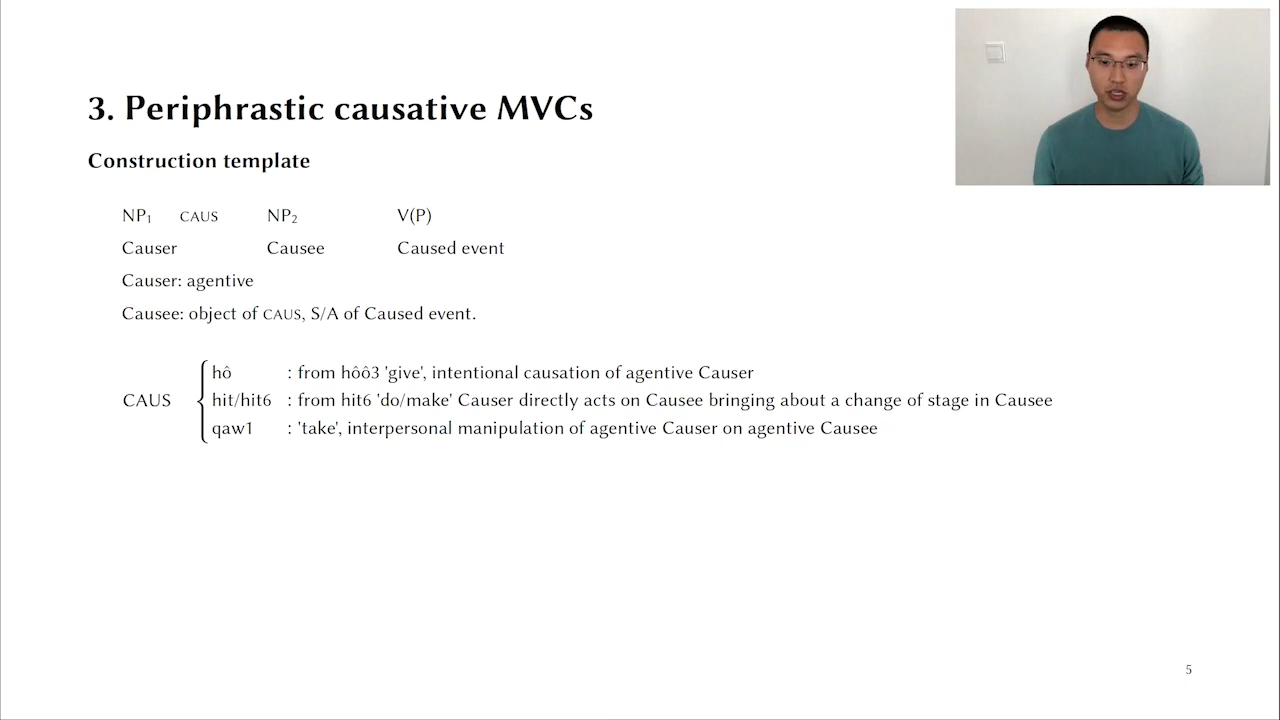 3. Periphrastic causative MVCs
Construction template
NP₁ CAUS NP₂ V(P)
Causer Causee Caused event
Causer: agentive
Causee: object of CAUS, S/A of Caused event.
hô : from hôô3 'give', intentional causation of agentive Causer
CAUS hit/hit6 : from hit6 'do/make' Causer directly acts on Causee bringing about a change of stage in Causee
qaw1 : 'take', interpersonal manipulation of agentive Causer on agentive Causee
5